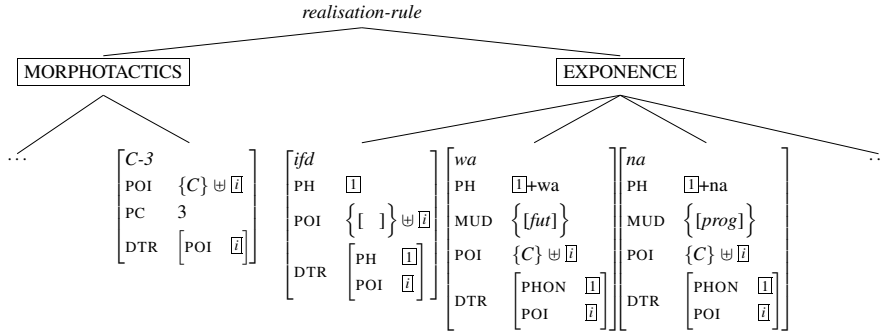 realisation-rule
MORPHOTACTICS EXPONENCE
... ...
C-3
POI {C} ⊎ i
PC 3
DTR [POI i]
ifd
PH 1
POI {[ ]} ⊎ i
DTR [PH 1
POI i]
wa
PH 1+wa
MUD {[fut]}
POI {C} ⊎ i
DTR [PHON 1
POI i]
na
PH 1+na
MUD {[prog]}
POI {C} ⊎ i
DTR [PHON 1
POI i]